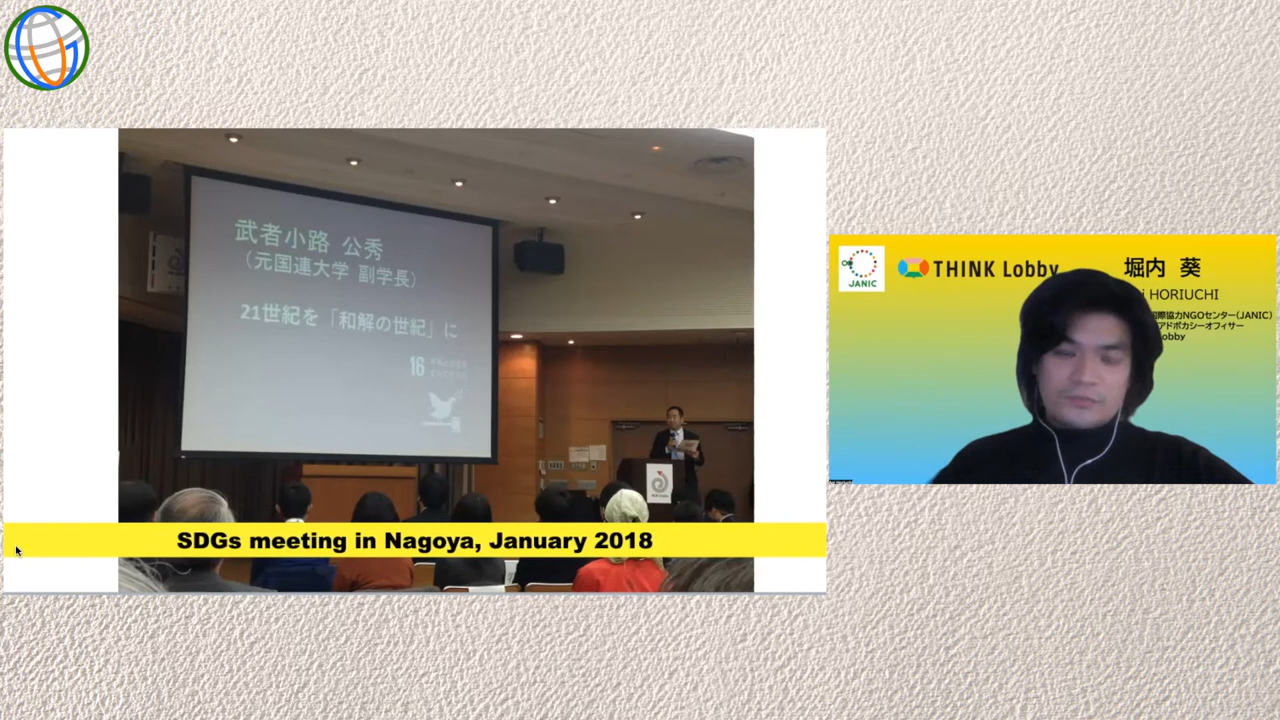 武者小路 公秀
（元国連大学 副学長）
21世紀を「和解の世紀」に
16
SDGs meeting in Nagoya, January 2018
JANIC
THINK Lobby
堀内 葵
i HORIUCHI
国際協力NGOセンター(JANIC)
アドボカシーオフィサー
Lobby